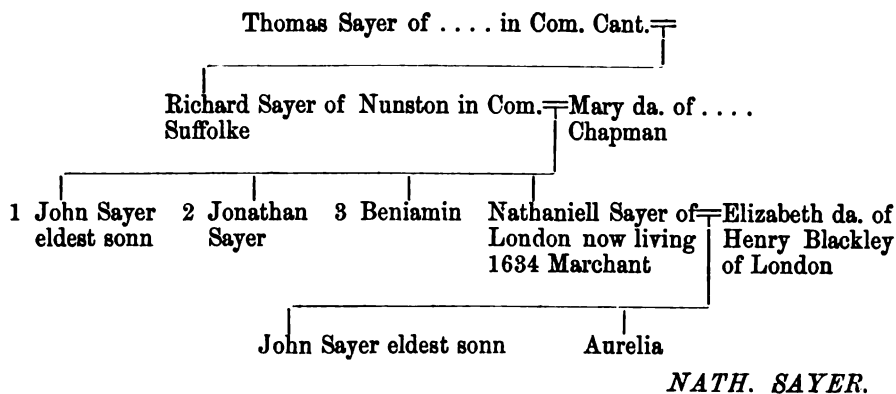 Thomas Sayer of .... in Com. Cant.
Richard Sayer of Nunston in Com. Suffolke
Mary da. of .... Chapman
1 John Sayer eldest sonn
2 Jonathan Sayer
3 Beniamin
Nathaniell Sayer of London now living 1634 Marchant
Elizabeth da. of Henry Blackley of London
John Sayer eldest sonn
Aurelia
NATH. SAYER.